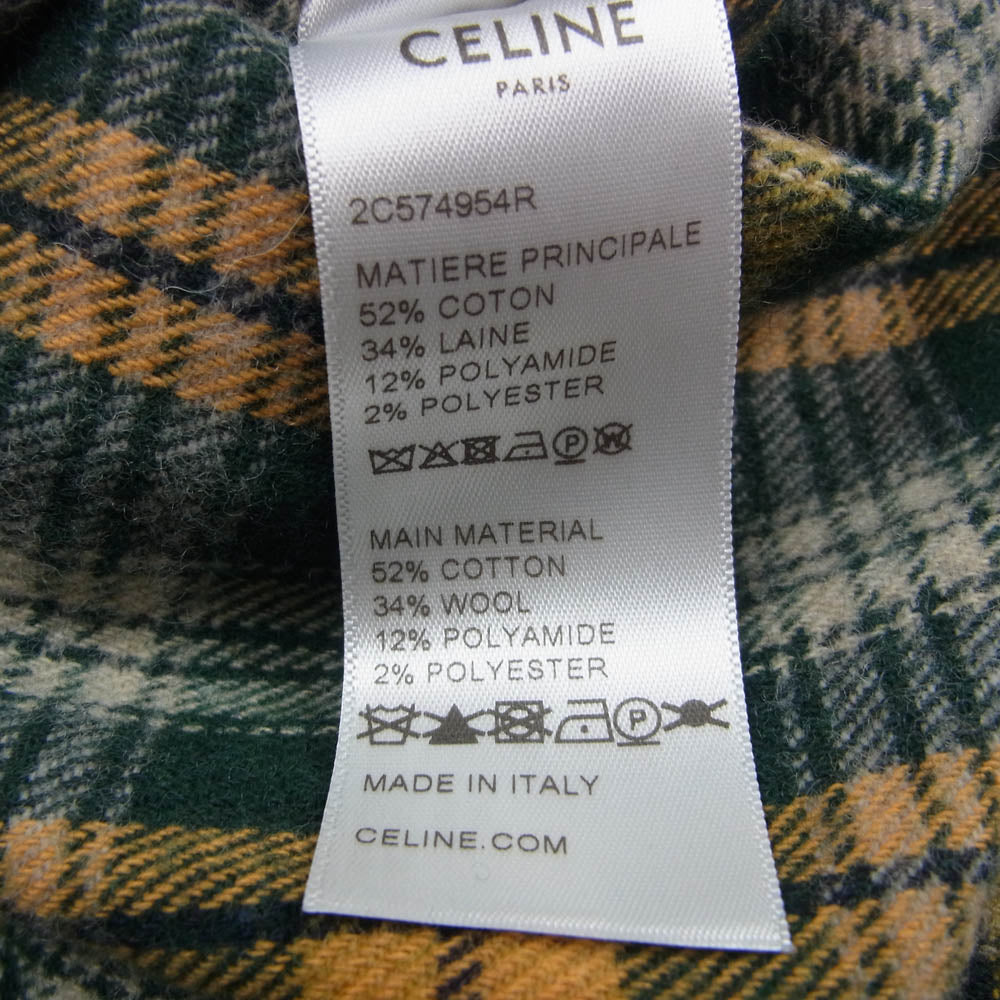 CELINE
PARIS
2C574954R
MATIERE PRINCIPALE
52% COTON
34% LAINE
12% POLYAMIDE
2% POLYESTER
P W
MAIN MATERIAL
52% COTTON
34% WOOL
12% POLYAMIDE
2% POLYESTER
P
MADE IN ITALY
CELINE.COM